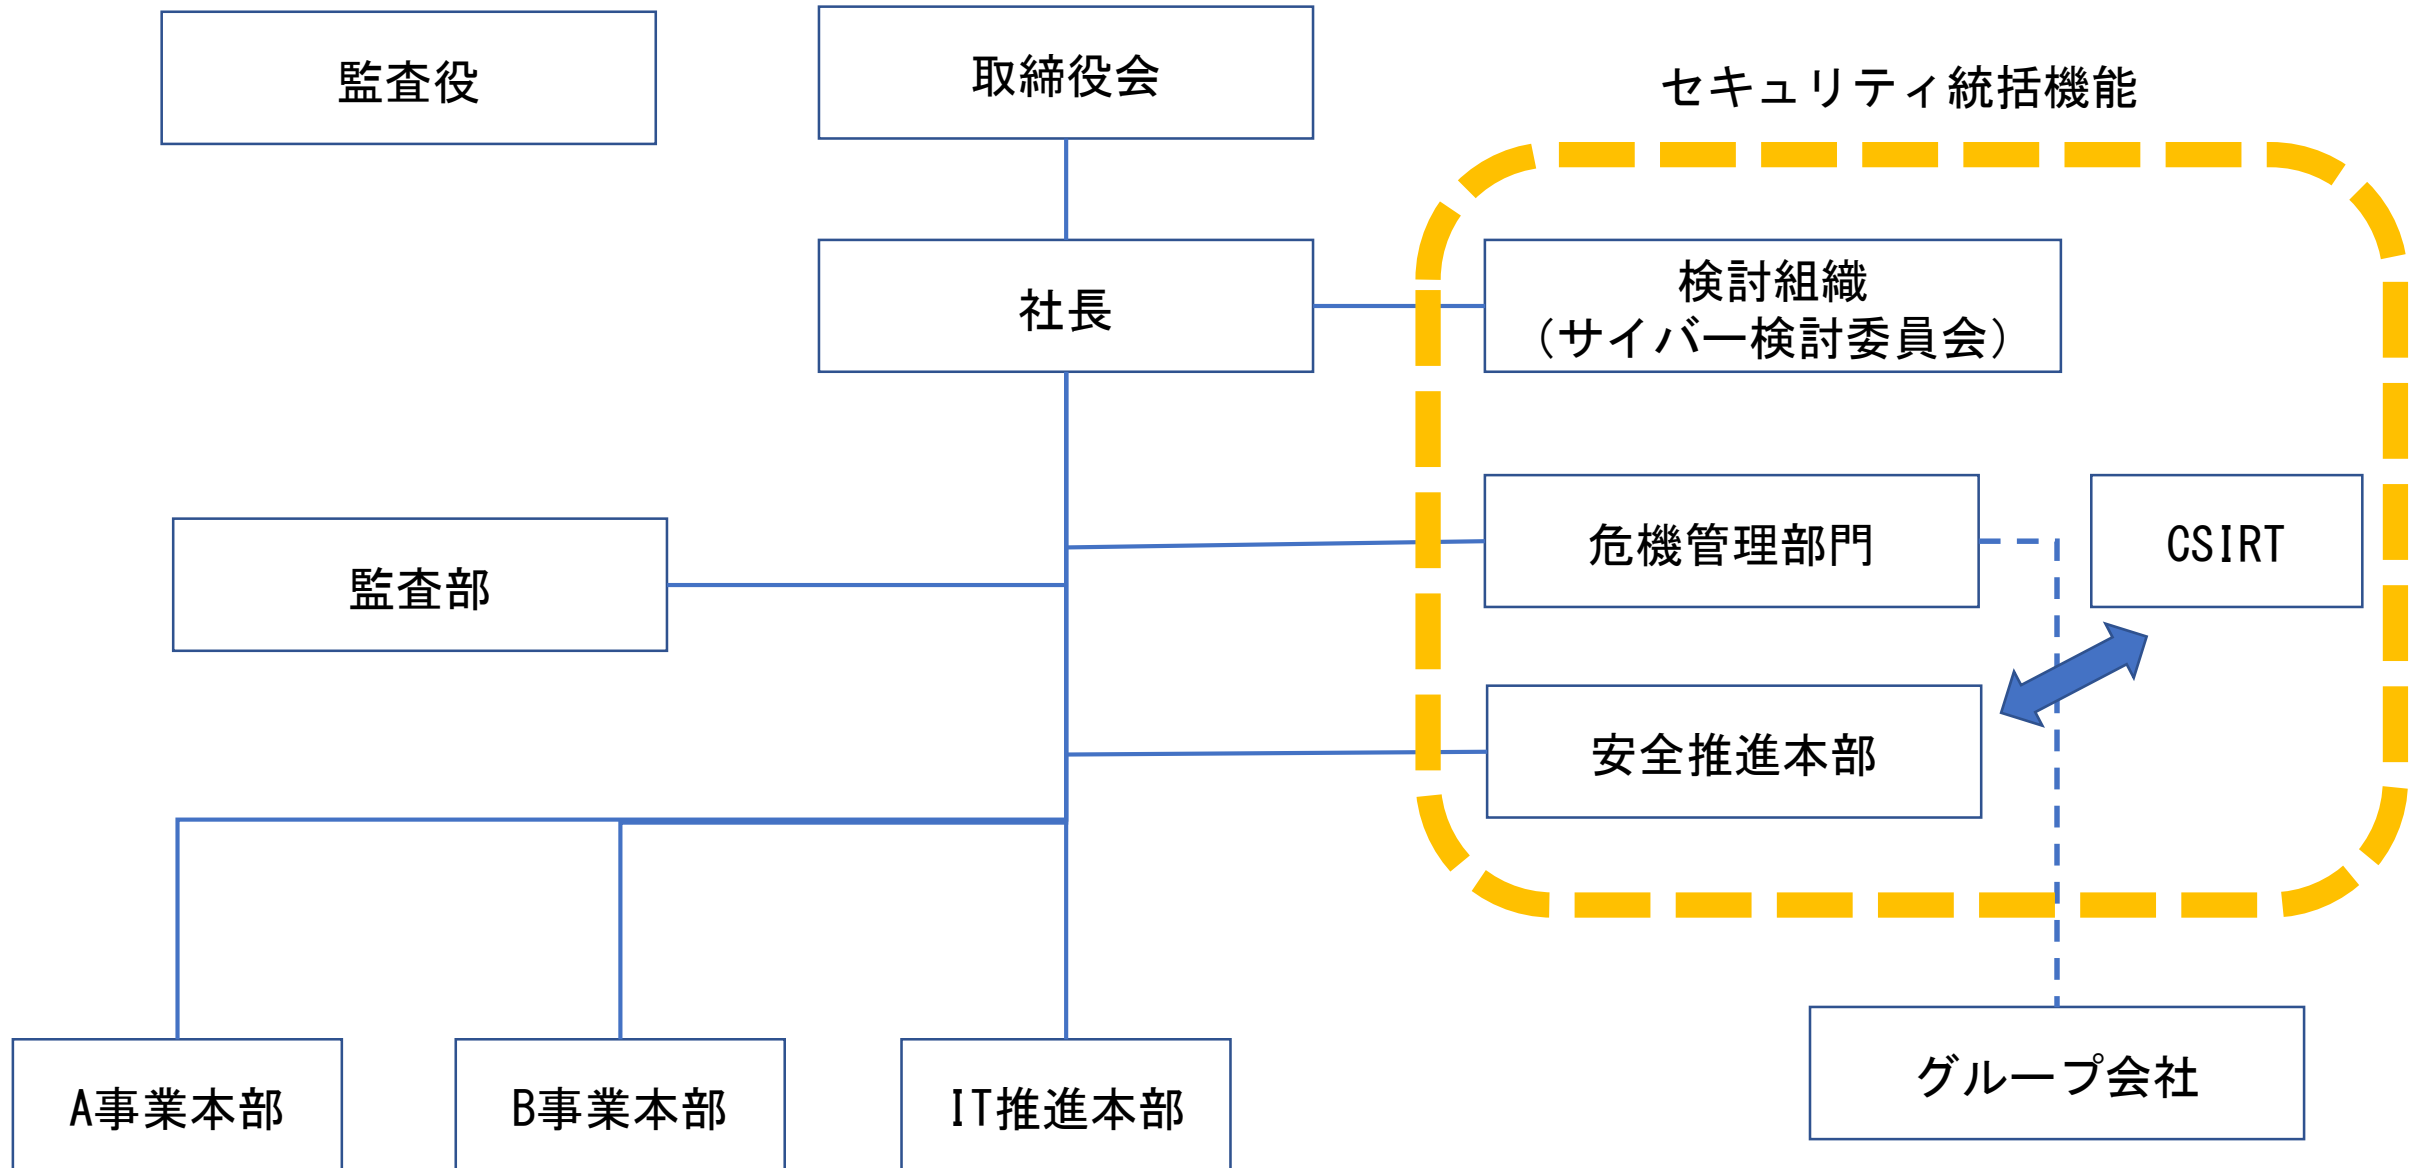 監査役
取締役会
セキュリティ統括機能
社長
検討組織
（サイバー検討委員会）
監査部
危機管理部門
CSIRT
安全推進本部
A事業本部
B事業本部
IT推進本部
グループ会社